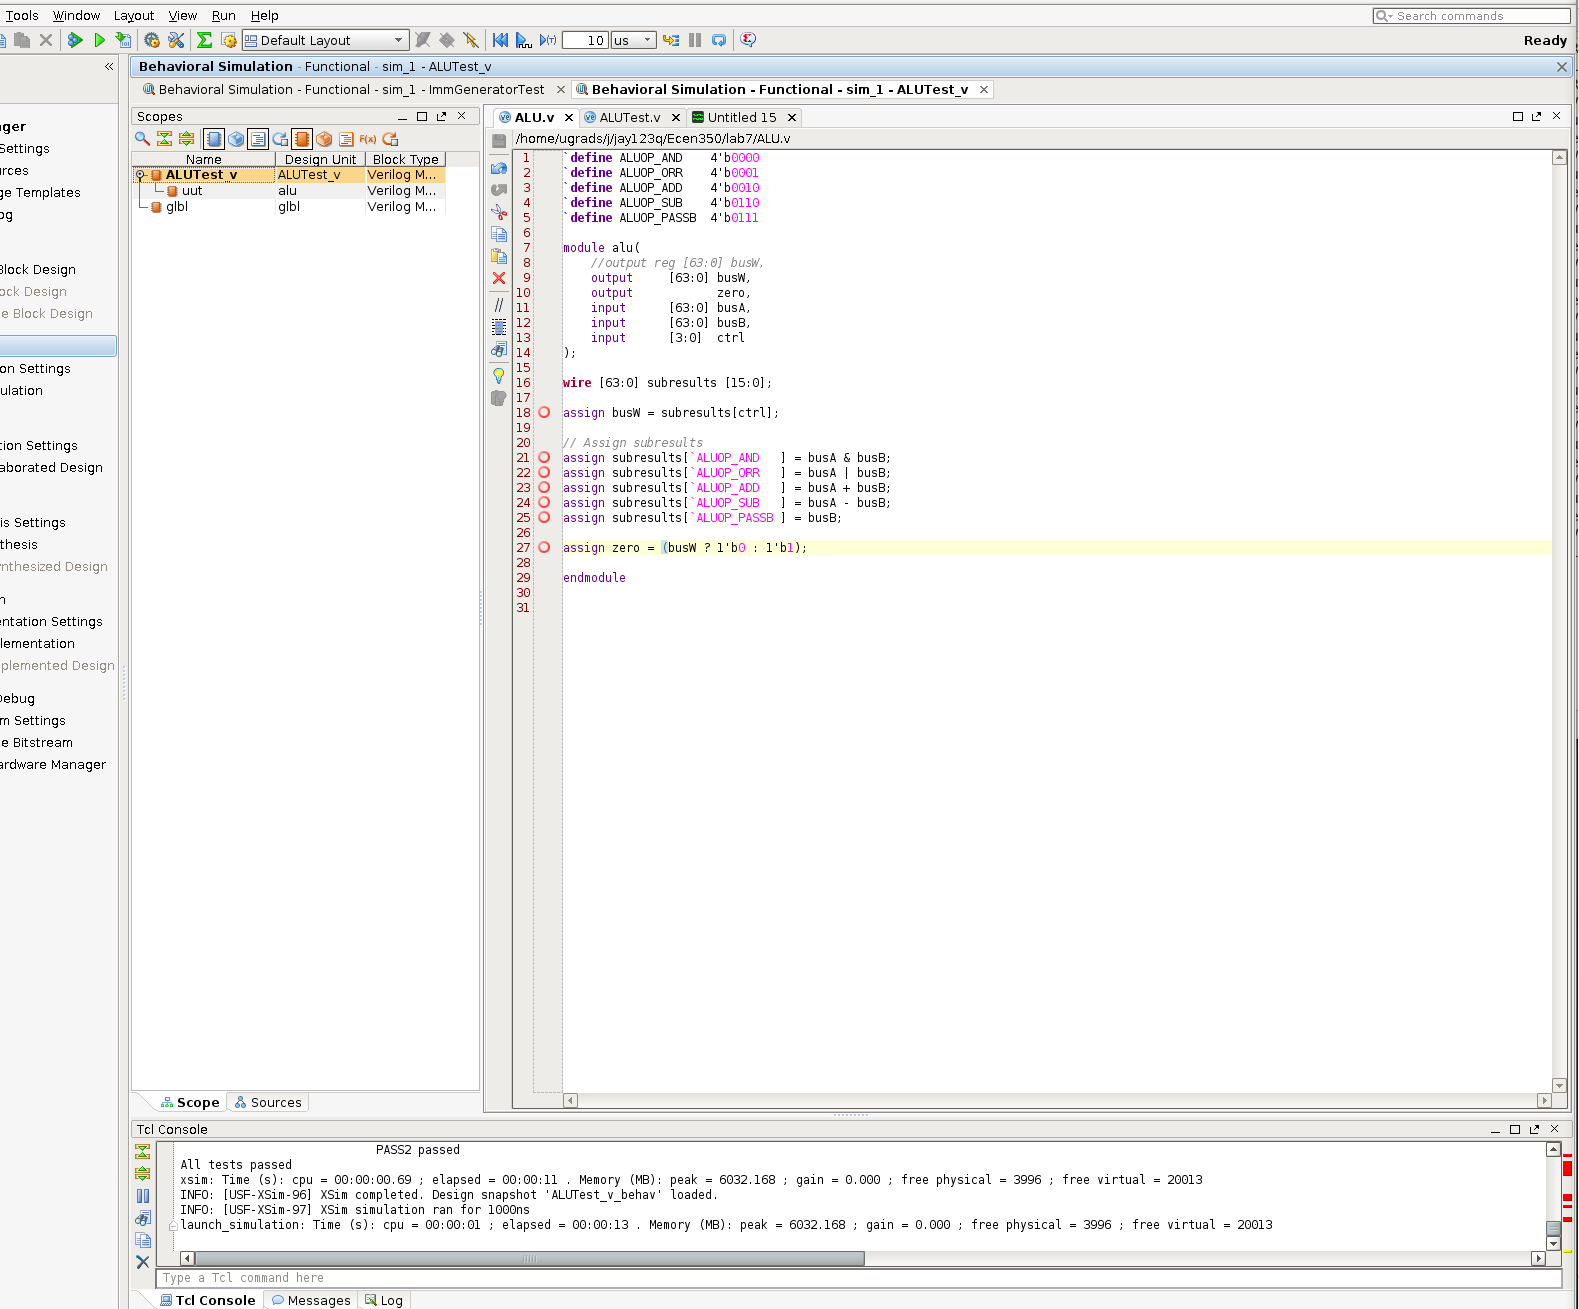 Tools Window Layout View Run Help
Search commands
Default Layout 10 us Ready
Behavioral Simulation - Functional - sim_1 - ALUTest_v
Behavioral Simulation - Functional - sim_1 - ImmGeneratorTest
Behavioral Simulation - Functional - sim_1 - ALUTest_v
ger
Settings
rces
ge Templates
og
Block Design
ock Design
e Block Design
on Settings
ulation
tion Settings
aborated Design
is Settings
thesis
nthesized Design
n
entation Settings
lementation
plemented Design
Debug
m Settings
e Bitstream
ardware Manager
Scopes
Name Design Unit Block Type
ALUTest_v ALUTest_v Verilog M...
uut alu Verilog M...
glbl glbl Verilog M...
Scope Sources
ALU.v ALUTest.v Untitled 15
/home/ugrads/j/jay123q/Ecen350/lab7/ALU.v
1 `define ALUOP_AND 4'b0000
2 `define ALUOP_ORR 4'b0001
3 `define ALUOP_ADD 4'b0010
4 `define ALUOP_SUB 4'b0110
5 `define ALUOP_PASSB 4'b0111
6
7 module alu(
8 //output reg [63:0] busW,
9 output [63:0] busW,
10 output zero,
11 input [63:0] busA,
12 input [63:0] busB,
13 input [3:0] ctrl
14 );
15
16 wire [63:0] subresults [15:0];
17
18 assign busW = subresults[ctrl];
19
20 // Assign subresults
21 assign subresults[`ALUOP_AND ] = busA & busB;
22 assign subresults[`ALUOP_ORR ] = busA | busB;
23 assign subresults[`ALUOP_ADD ] = busA + busB;
24 assign subresults[`ALUOP_SUB ] = busA - busB;
25 assign subresults[`ALUOP_PASSB ] = busB;
26
27 assign zero = (busW ? 1'b0 : 1'b1);
28
29 endmodule
30
31
Tcl Console
PASS2 passed
All tests passed
xsim: Time (s): cpu = 00:00:00.69 ; elapsed = 00:00:11 . Memory (MB): peak = 6032.168 ; gain = 0.000 ; free physical = 3996 ; free virtual = 20013
INFO: [USF-XSim-96] XSim completed. Design snapshot 'ALUTest_v_behav' loaded.
INFO: [USF-XSim-97] XSim simulation ran for 1000ns
launch_simulation: Time (s): cpu = 00:00:01 ; elapsed = 00:00:13 . Memory (MB): peak = 6032.168 ; gain = 0.000 ; free physical = 3996 ; free virtual = 20013
Type a Tcl command here
Tcl Console Messages Log